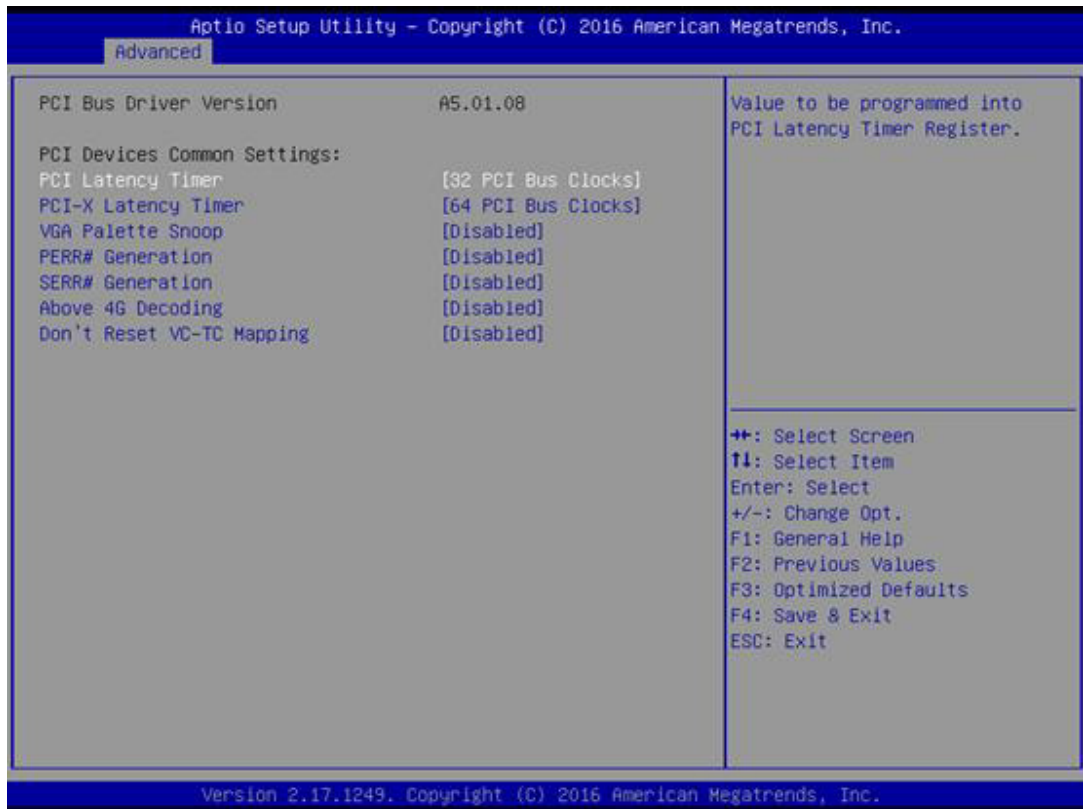 Aptio Setup Utility – Copyright (C) 2016 American Megatrends, Inc.
Advanced
PCI Bus Driver Version A5.01.08
PCI Devices Common Settings:
PCI Latency Timer [32 PCI Bus Clocks]
PCI-X Latency Timer [64 PCI Bus Clocks]
VGA Palette Snoop [Disabled]
PERR# Generation [Disabled]
SERR# Generation [Disabled]
Above 4G Decoding [Disabled]
Don't Reset VC-TC Mapping [Disabled]
Value to be programmed into
PCI Latency Timer Register.
→←: Select Screen
↑↓: Select Item
Enter: Select
+/-: Change Opt.
F1: General Help
F2: Previous Values
F3: Optimized Defaults
F4: Save & Exit
ESC: Exit
Version 2.17.1249. Copyright (C) 2016 American Megatrends, Inc.